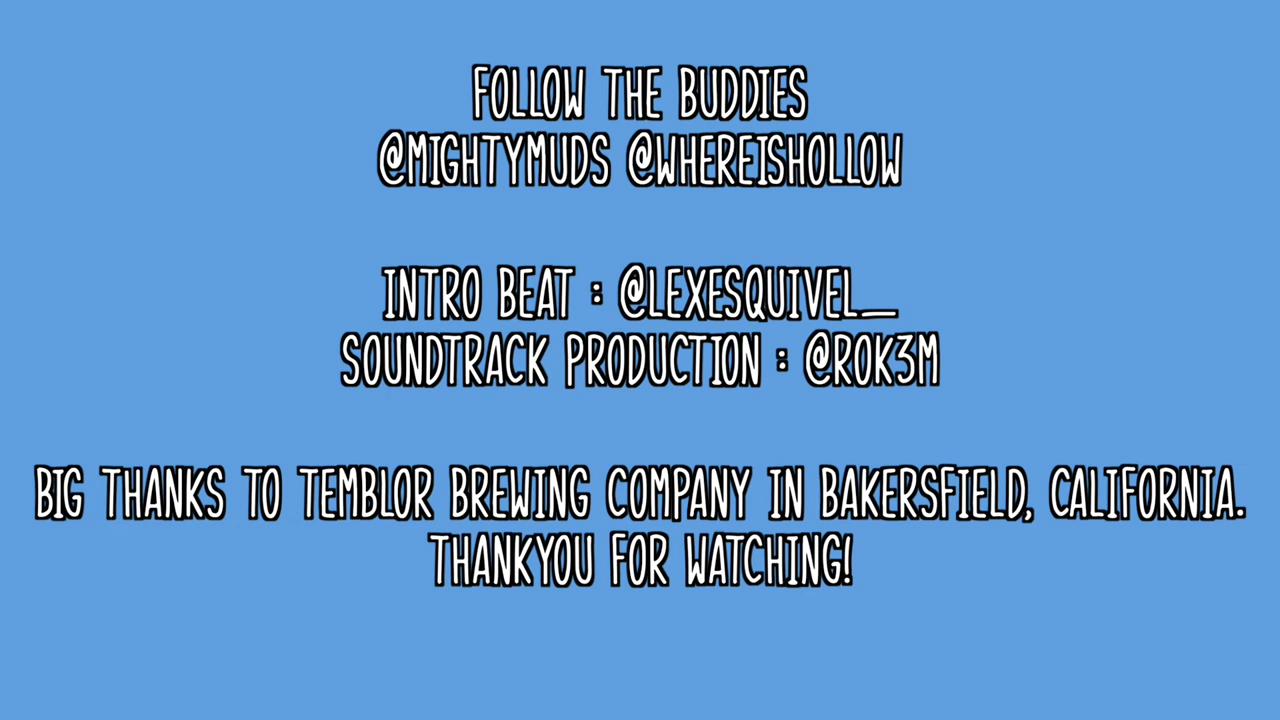 FOLLOW THE BUDDIES
@MIGHTYMUDS @WHEREISHOLLOW
INTRO BEAT : @LEXESQUIVEL_
SOUNDTRACK PRODUCTION : @ROK3M
BIG THANKS TO TEMBLOR BREWING COMPANY IN BAKERSFIELD, CALIFORNIA.
THANKYOU FOR WATCHING!